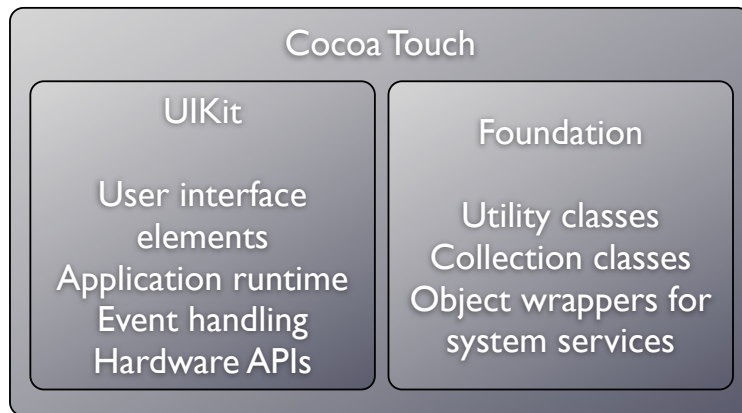 Cocoa Touch
UIKit
User interface
elements
Application runtime
Event handling
Hardware APIs
Foundation
Utility classes
Collection classes
Object wrappers for
system services